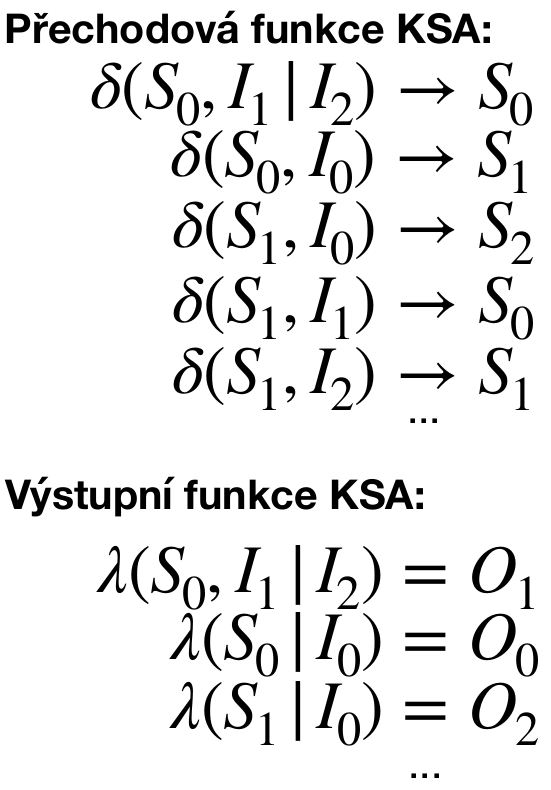 Přechodová funkce KSA:
δ(S₀, I₁ | I₂) → S₀
δ(S₀, I₀) → S₁
δ(S₁, I₀) → S₂
δ(S₁, I₁) → S₀
δ(S₁, I₂) → S₁
...
Výstupní funkce KSA:
λ(S₀, I₁ | I₂) = O₁
λ(S₀ | I₀) = O₀
λ(S₁ | I₀) = O₂
...